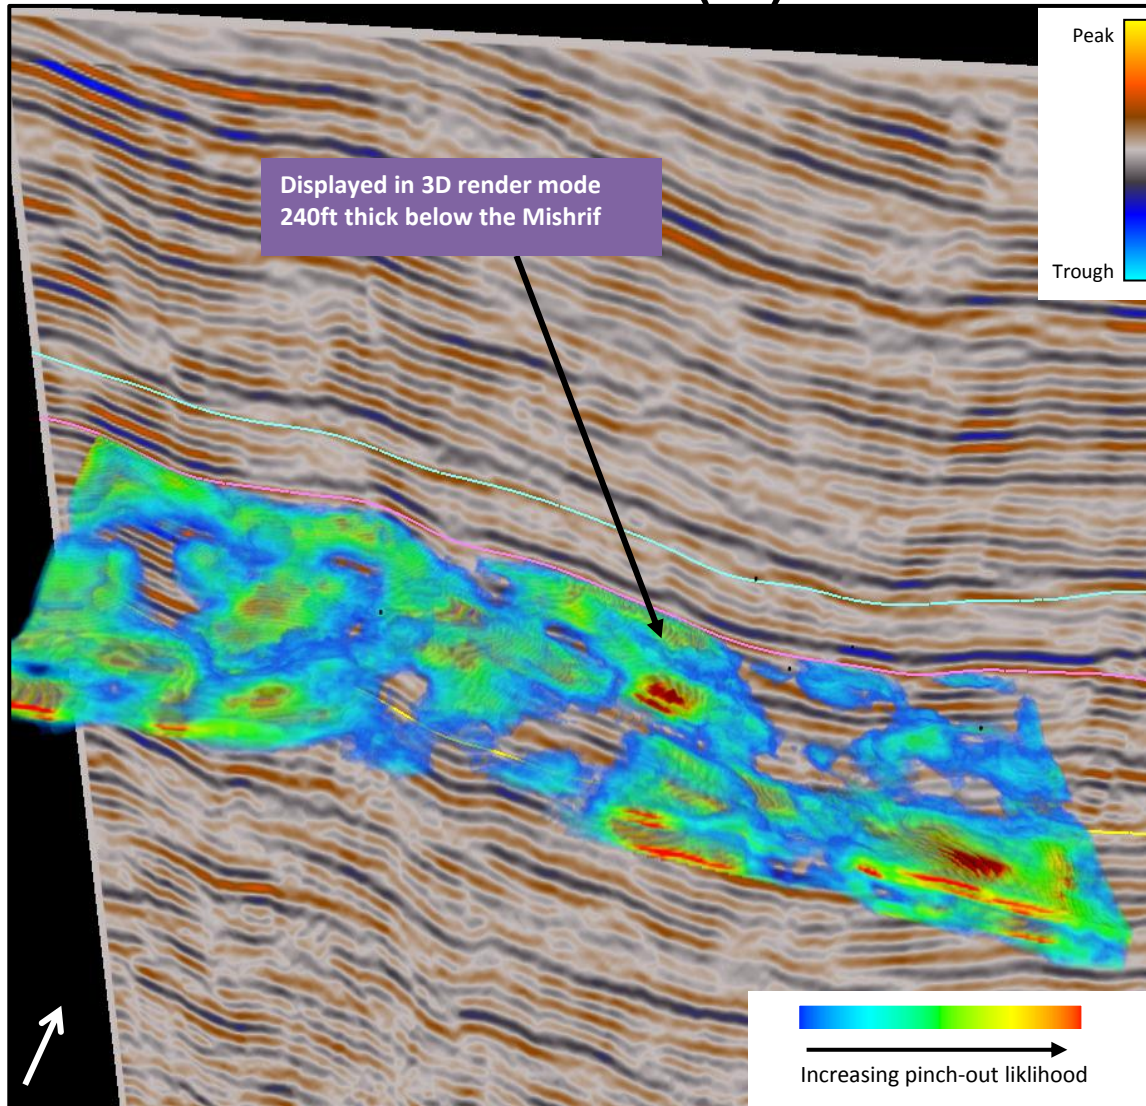 Peak
Displayed in 3D render mode
240ft thick below the Mishrif
Trough
Increasing pinch-out liklihood